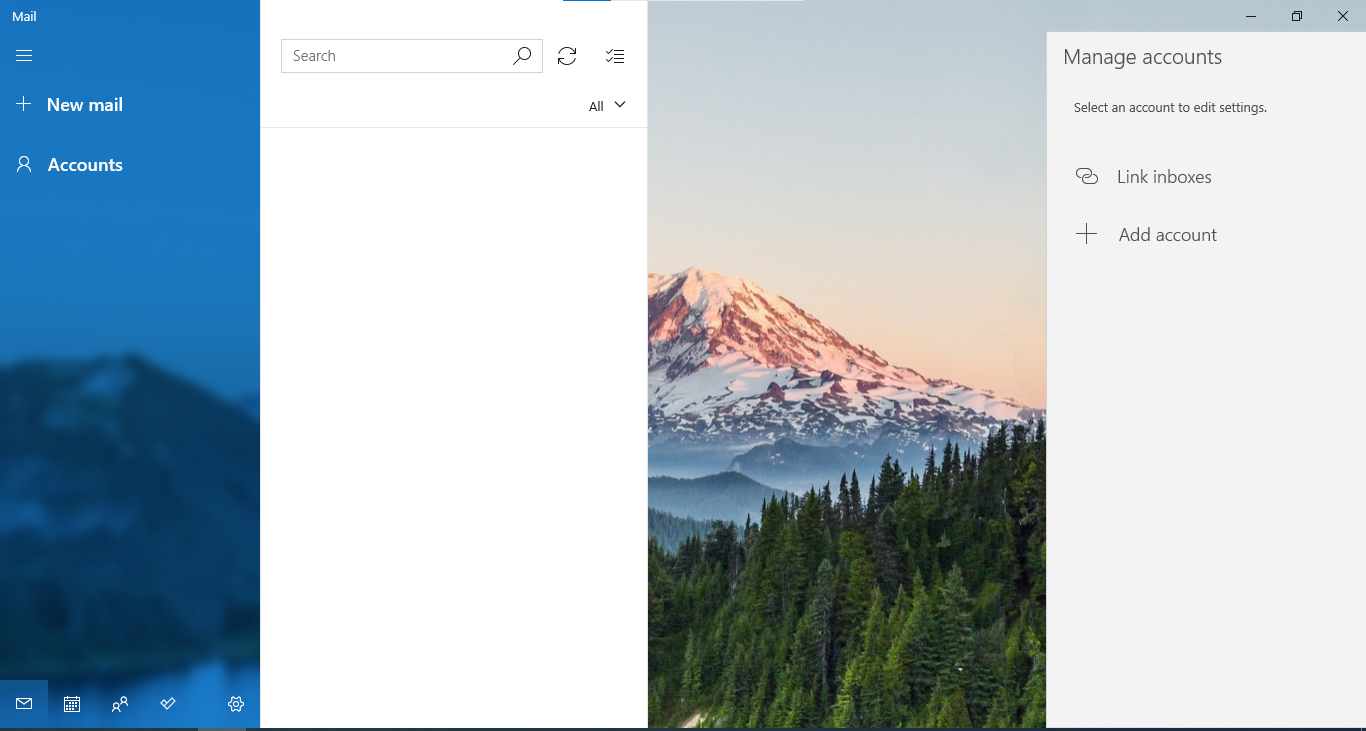 Mail
New mail
Accounts
Search
All
Manage accounts
Select an account to edit settings.
Link inboxes
Add account